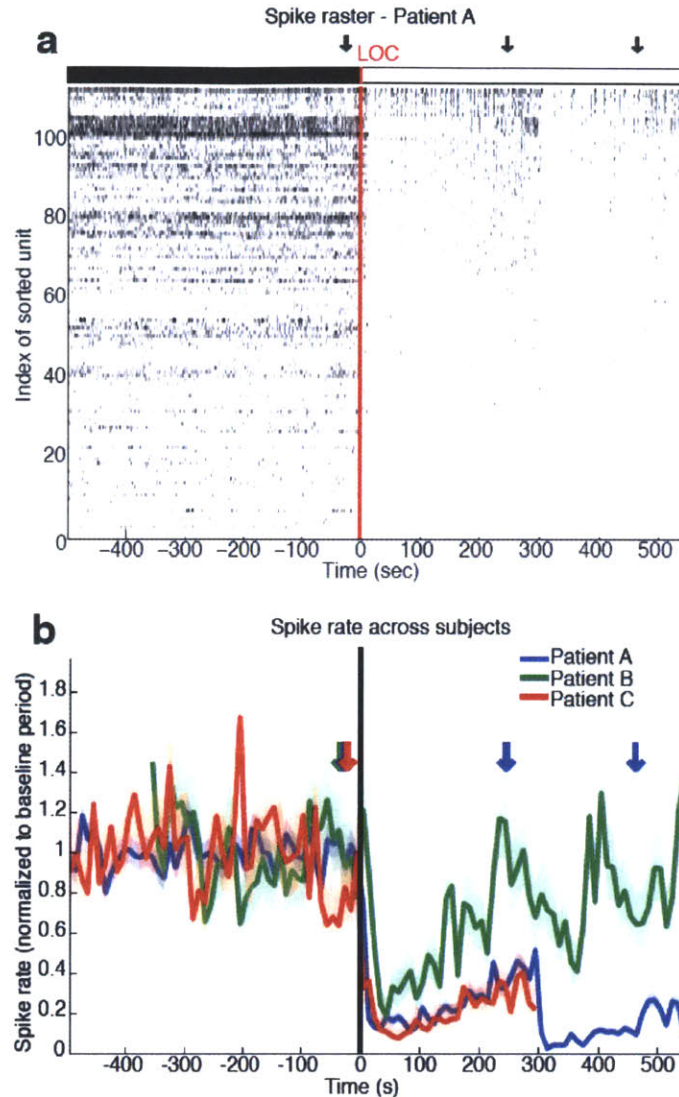 Spike raster - Patient A
a
LOC
100
80
60
40
20
0
Index of sorted unit
-400 -300 -200 -100 0 100 200 300 400 500
Time (sec)
b
Spike rate across subjects
Patient A
Patient B
Patient C
1.8
1.6
1.4
1.2
1
0.8
0.6
0.4
0.2
0
Spike rate (normalized to baseline period)
-400 -300 -200 -100 0 100 200 300 400 500
Time (s)